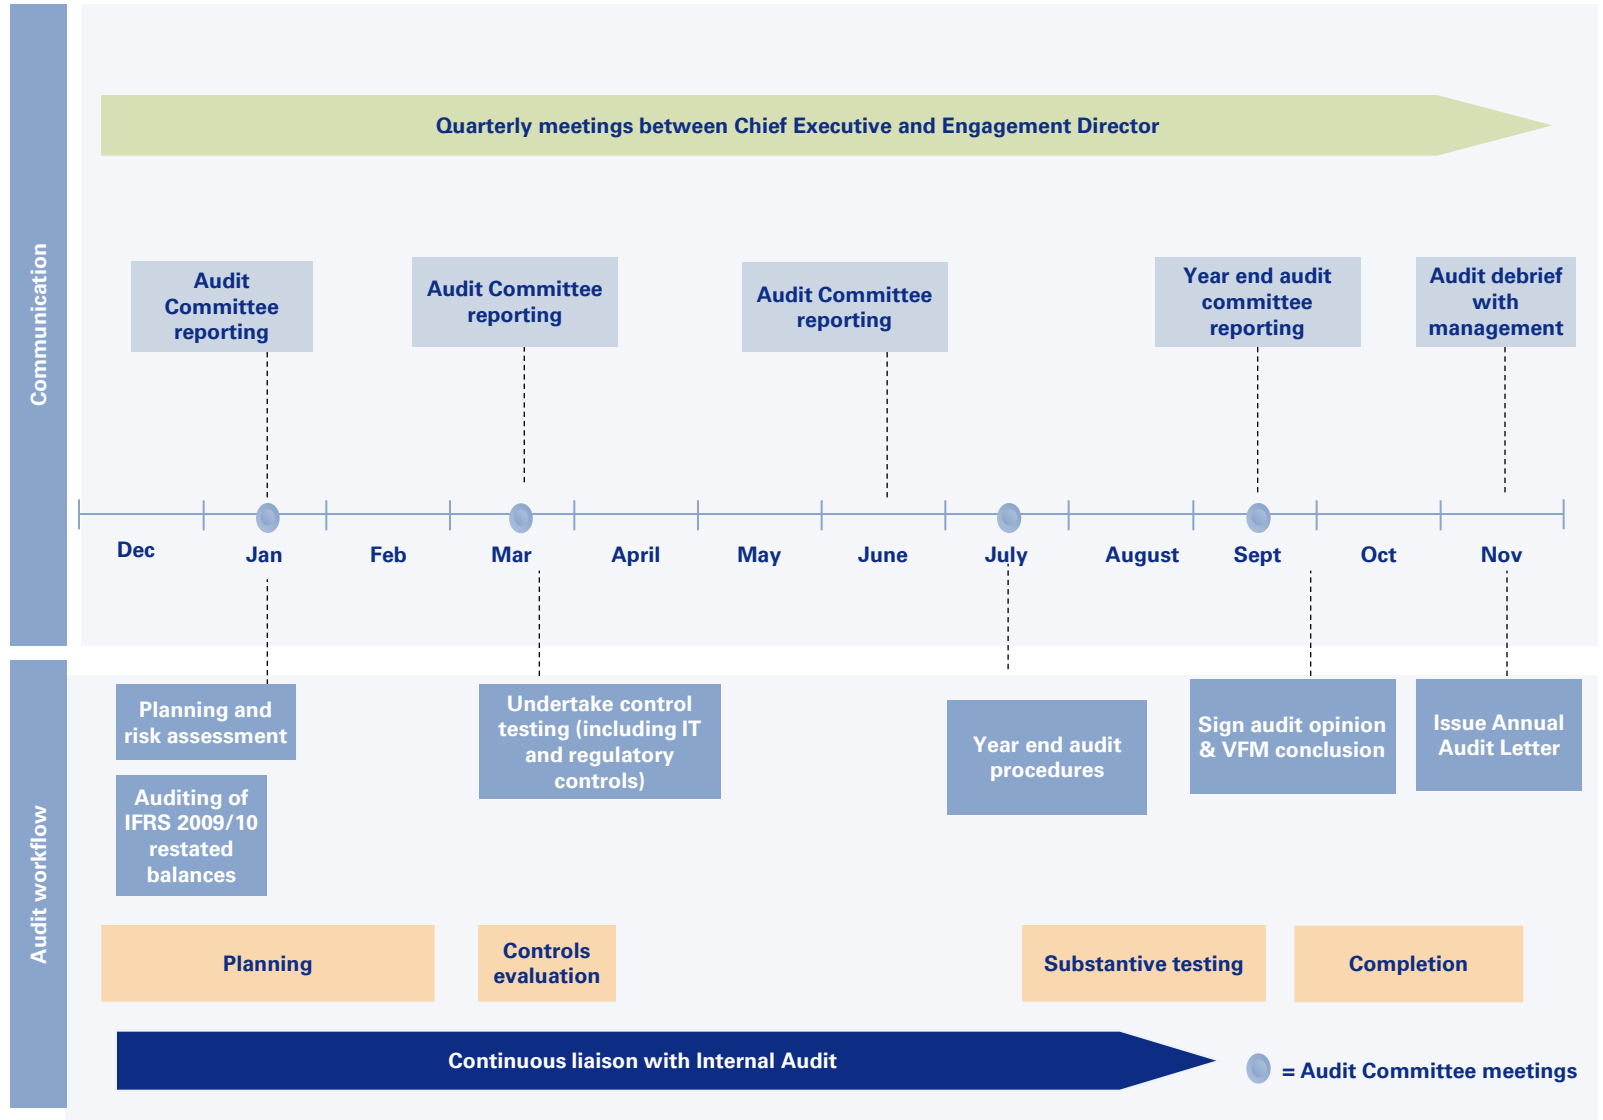 Communication
Quarterly meetings between Chief Executive and Engagement Director
Audit
Committee
reporting
Audit Committee
reporting
Audit Committee
reporting
Year end audit
committee
reporting
Audit debrief
with
management
Dec
Jan
Feb
Mar
April
May
June
July
August
Sept
Oct
Nov
Audit workflow
Planning and
risk assessment
Auditing of
IFRS 2009/10
restated
balances
Undertake control
testing (including IT
and regulatory
controls)
Year end audit
procedures
Sign audit opinion
& VFM conclusion
Issue Annual
Audit Letter
Planning
Controls
evaluation
Substantive testing
Completion
Continuous liaison with Internal Audit
= Audit Committee meetings